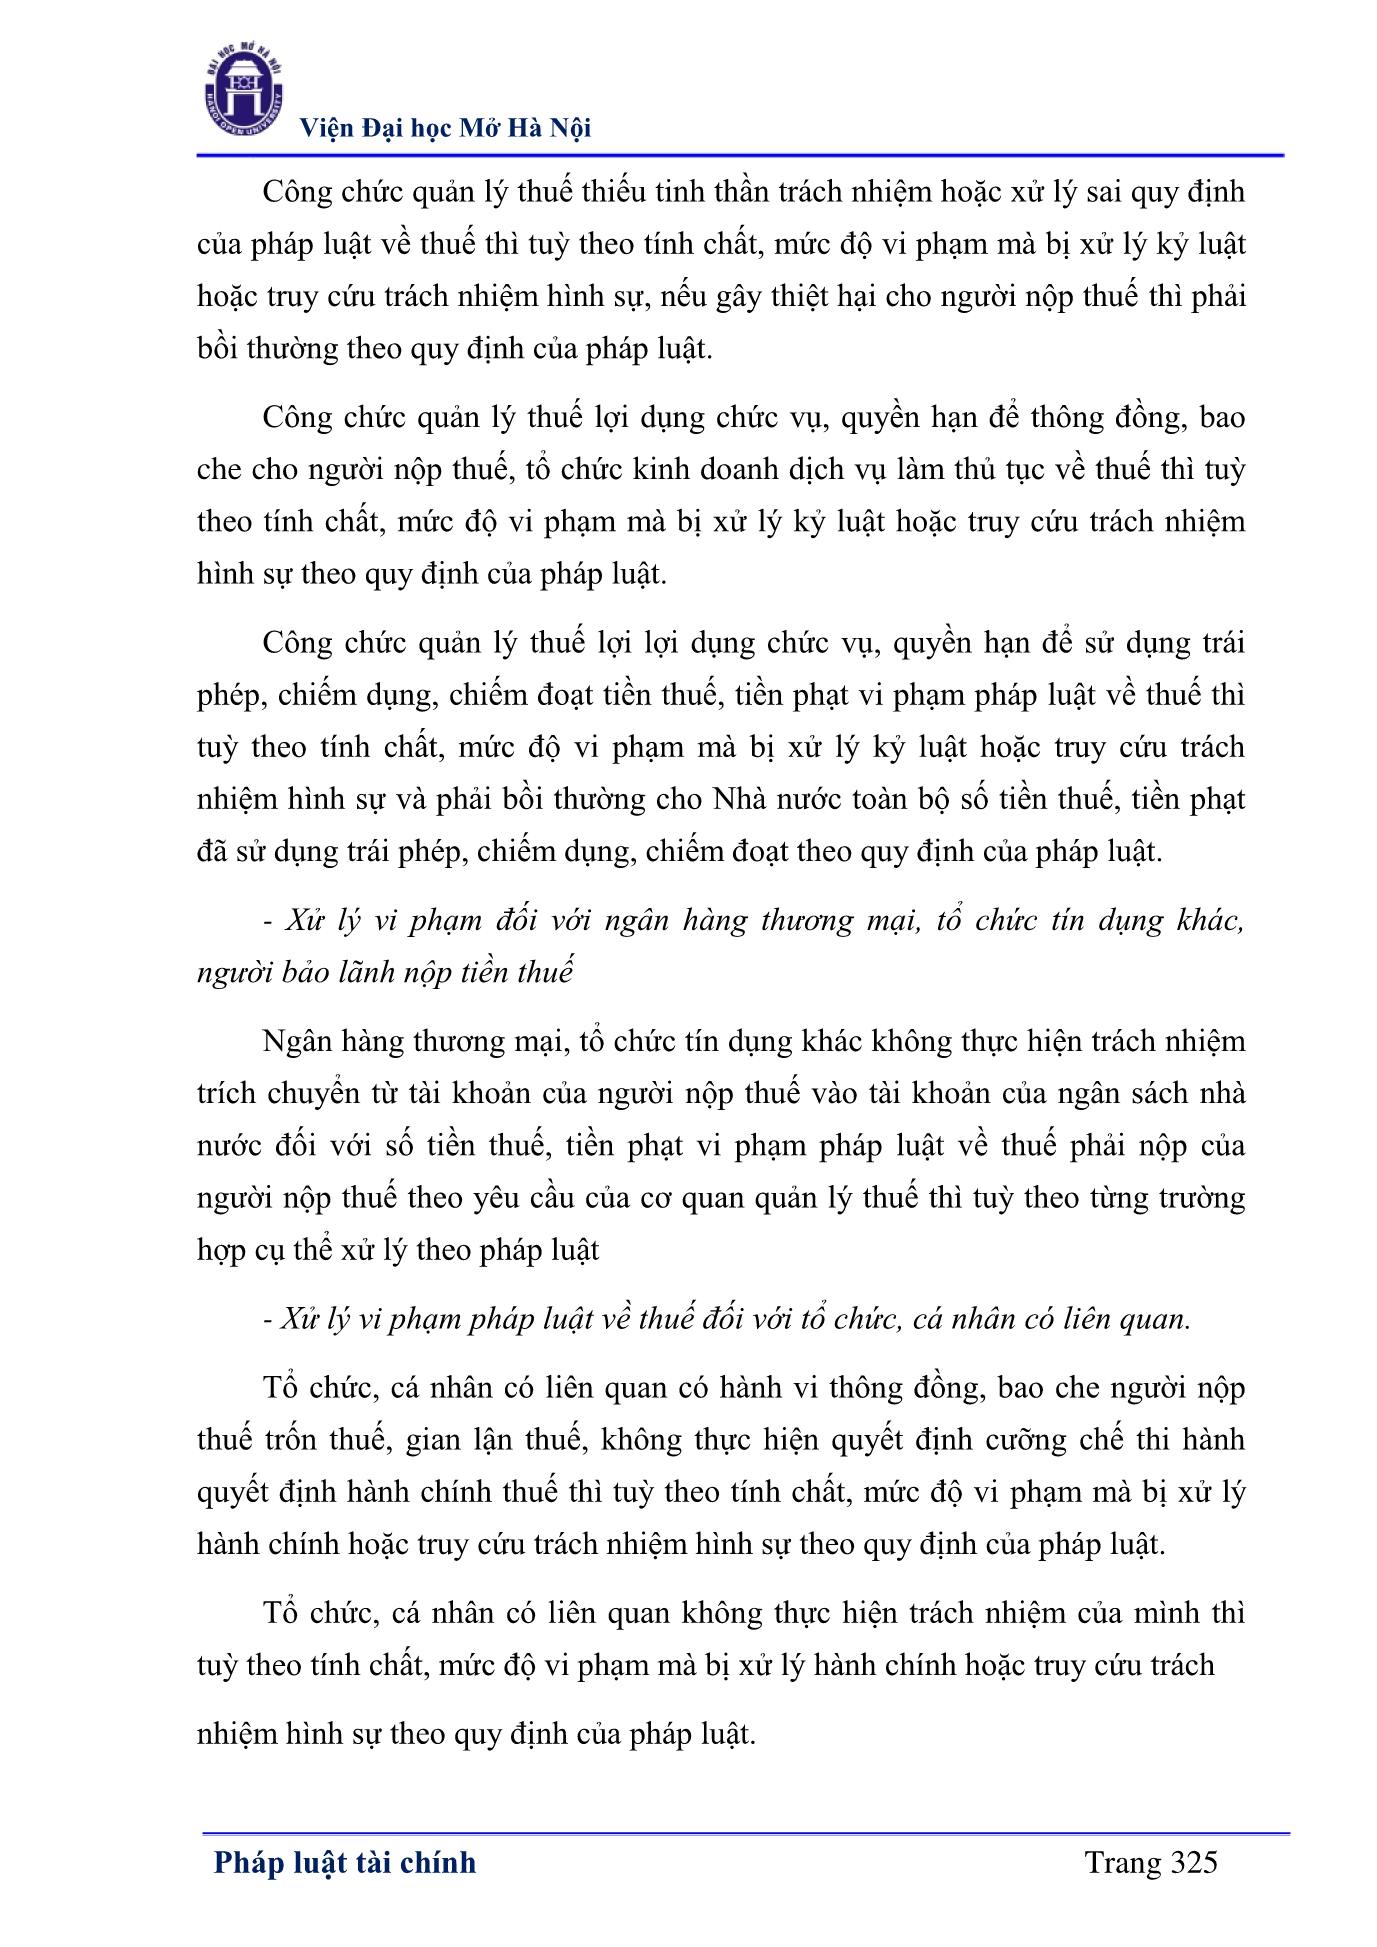 ĐẠI HỌC MỞ HÀ NỘI
HANOI OPEN UNIVERSITY
Viện Đại học Mở Hà Nội
Công chức quản lý thuế thiếu tinh thần trách nhiệm hoặc xử lý sai quy định
của pháp luật về thuế thì tuỳ theo tính chất, mức độ vi phạm mà bị xử lý kỷ luật
hoặc truy cứu trách nhiệm hình sự, nếu gây thiệt hại cho người nộp thuế thì phải
bồi thường theo quy định của pháp luật.
Công chức quản lý thuế lợi dụng chức vụ, quyền hạn để thông đồng, bao
che cho người nộp thuế, tổ chức kinh doanh dịch vụ làm thủ tục về thuế thì tuỳ
theo tính chất, mức độ vi phạm mà bị xử lý kỷ luật hoặc truy cứu trách nhiệm
hình sự theo quy định của pháp luật.
Công chức quản lý thuế lợi lợi dụng chức vụ, quyền hạn để sử dụng trái
phép, chiếm dụng, chiếm đoạt tiền thuế, tiền phạt vi phạm pháp luật về thuế thì
tuỳ theo tính chất, mức độ vi phạm mà bị xử lý kỷ luật hoặc truy cứu trách
nhiệm hình sự và phải bồi thường cho Nhà nước toàn bộ số tiền thuế, tiền phạt
đã sử dụng trái phép, chiếm dụng, chiếm đoạt theo quy định của pháp luật.
- Xử lý vi phạm đối với ngân hàng thương mại, tổ chức tín dụng khác,
người bảo lãnh nộp tiền thuế
Ngân hàng thương mại, tổ chức tín dụng khác không thực hiện trách nhiệm
trích chuyển từ tài khoản của người nộp thuế vào tài khoản của ngân sách nhà
nước đối với số tiền thuế, tiền phạt vi phạm pháp luật về thuế phải nộp của
người nộp thuế theo yêu cầu của cơ quan quản lý thuế thì tuỳ theo từng trường
hợp cụ thể xử lý theo pháp luật
- Xử lý vi phạm pháp luật về thuế đối với tổ chức, cá nhân có liên quan.
Tổ chức, cá nhân có liên quan có hành vi thông đồng, bao che người nộp
thuế trốn thuế, gian lận thuế, không thực hiện quyết định cưỡng chế thi hành
quyết định hành chính thuế thì tuỳ theo tính chất, mức độ vi phạm mà bị xử lý
hành chính hoặc truy cứu trách nhiệm hình sự theo quy định của pháp luật.
Tổ chức, cá nhân có liên quan không thực hiện trách nhiệm của mình thì
tuỳ theo tính chất, mức độ vi phạm mà bị xử lý hành chính hoặc truy cứu trách
nhiệm hình sự theo quy định của pháp luật.
Pháp luật tài chính Trang 325